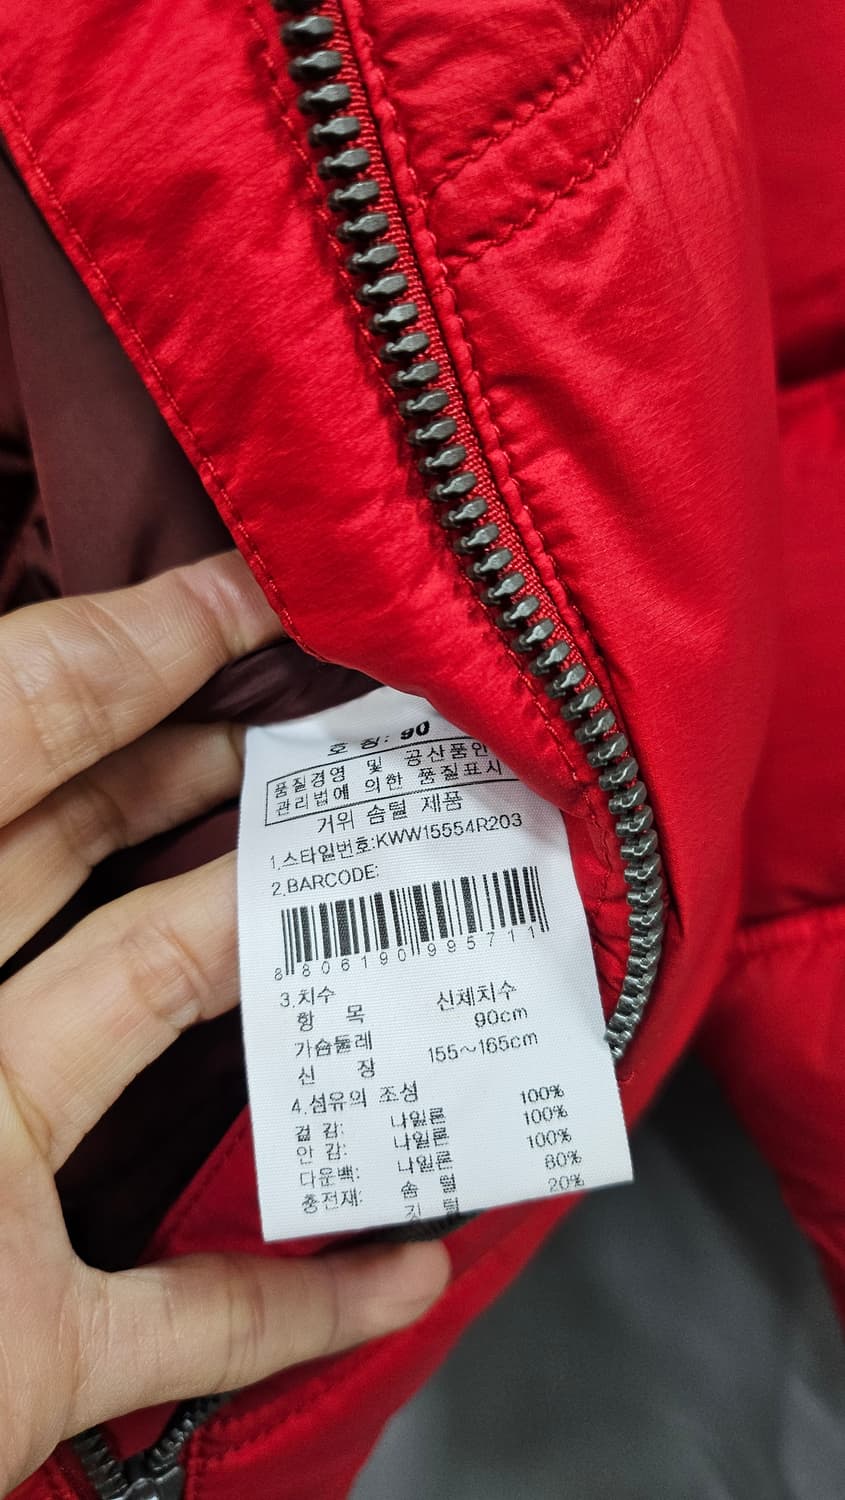 호 칭: 90
품질경영 및 공산품안
관리법에 의한 품질표시
거위 솜털 제품
1.스타일번호:KWW15554R203
2.BARCODE:
8 806190 995711
3.치수
항 목 신체치수
가슴둘레 90cm
신 장 155~165cm
4.섬유의 조성
겉 감: 나일론 100%
안 감: 나일론 100%
다운백: 나일론 100%
충전재: 솜 털 80%
깃 털 20%